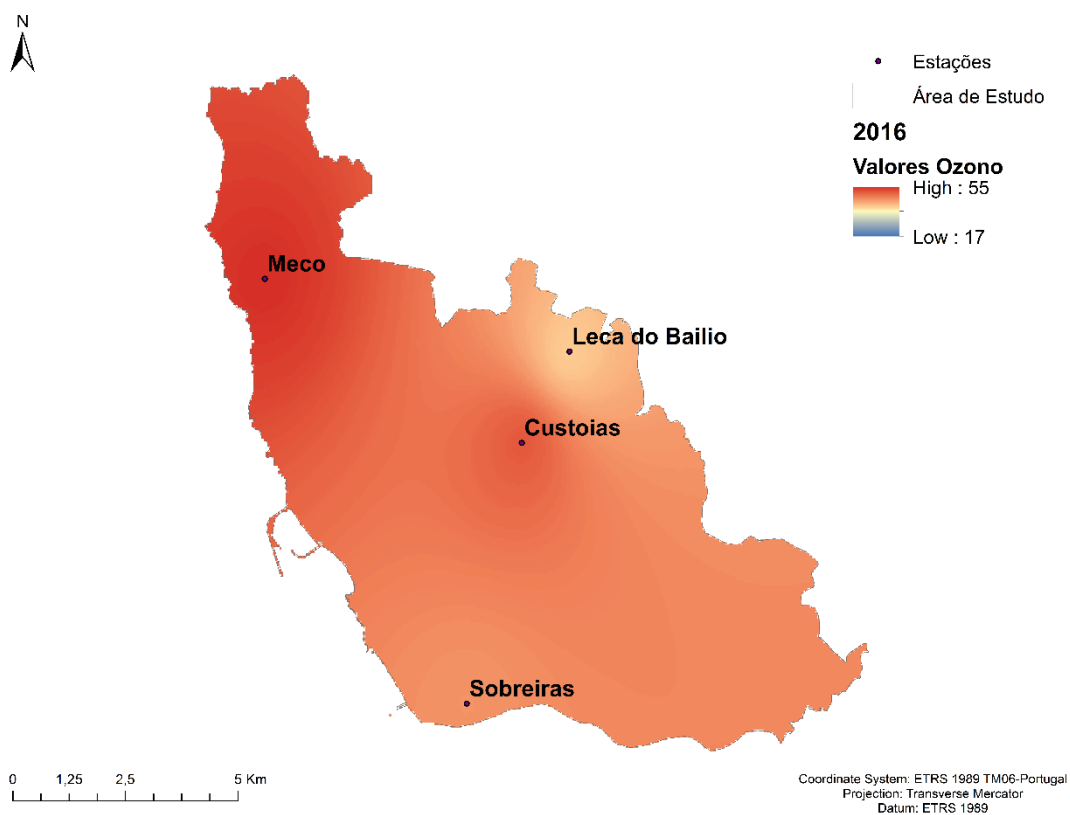 N
Estações
Área de Estudo
2016
Valores Ozono
High : 55
Low : 17
Meco
Leca do Bailio
Custoias
Sobreiras
0 1,25 2,5 5 Km
Coordinate System: ETRS 1989 TM06-Portugal
Projection: Transverse Mercator
Datum: ETRS 1989